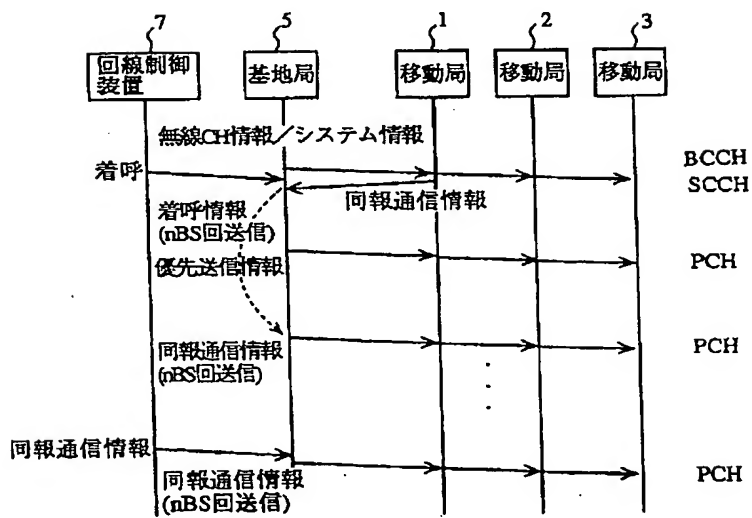 7
5
1
2
3
回線制御
装置
基地局
移動局
移動局
移動局
無線CH情報／システム情報
BCCH
着呼
SCCH
同報通信情報
着呼情報
(nBS回送信)
優先送信情報
PCH
同報通信情報
(nBS回送信)
PCH
同報通信情報
同報通信情報
(nBS回送信)
PCH